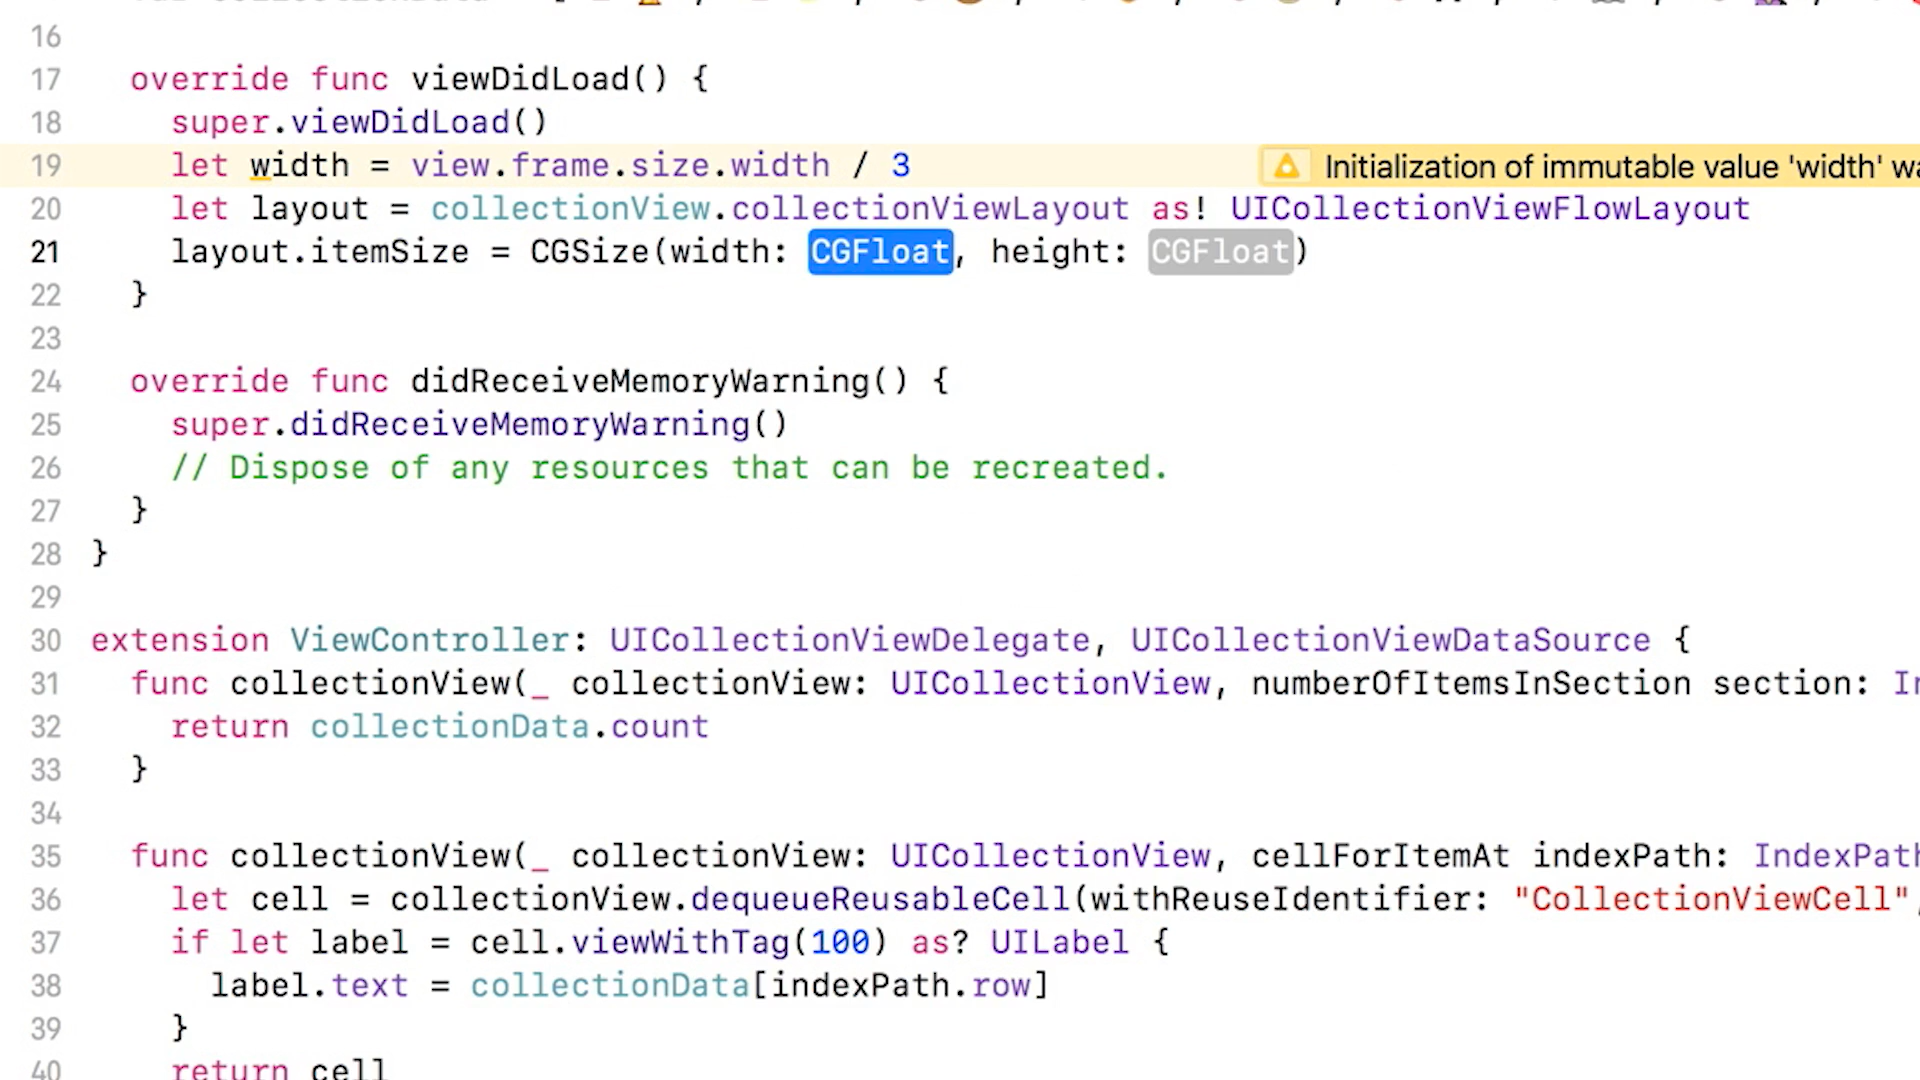 16
17 override func viewDidLoad() {
18 super.viewDidLoad()
19 let width = view.frame.size.width / 3 Initialization of immutable value 'width'
20 let layout = collectionView.collectionViewLayout as! UICollectionViewFlowLayout
21 layout.itemSize = CGSize(width: CGFloat, height: CGFloat)
22 }
23
24 override func didReceiveMemoryWarning() {
25 super.didReceiveMemoryWarning()
26 // Dispose of any resources that can be recreated.
27 }
28 }
29
30 extension ViewController: UICollectionViewDelegate, UICollectionViewDataSource {
31 func collectionView(_ collectionView: UICollectionView, numberOfItemsInSection section:
32 return collectionData.count
33 }
34
35 func collectionView(_ collectionView: UICollectionView, cellForItemAt indexPath: IndexPath
36 let cell = collectionView.dequeueReusableCell(withReuseIdentifier: "CollectionViewCell",
37 if let label = cell.viewWithTag(100) as? UILabel {
38 label.text = collectionData[indexPath.row]
39 }
40 return cell